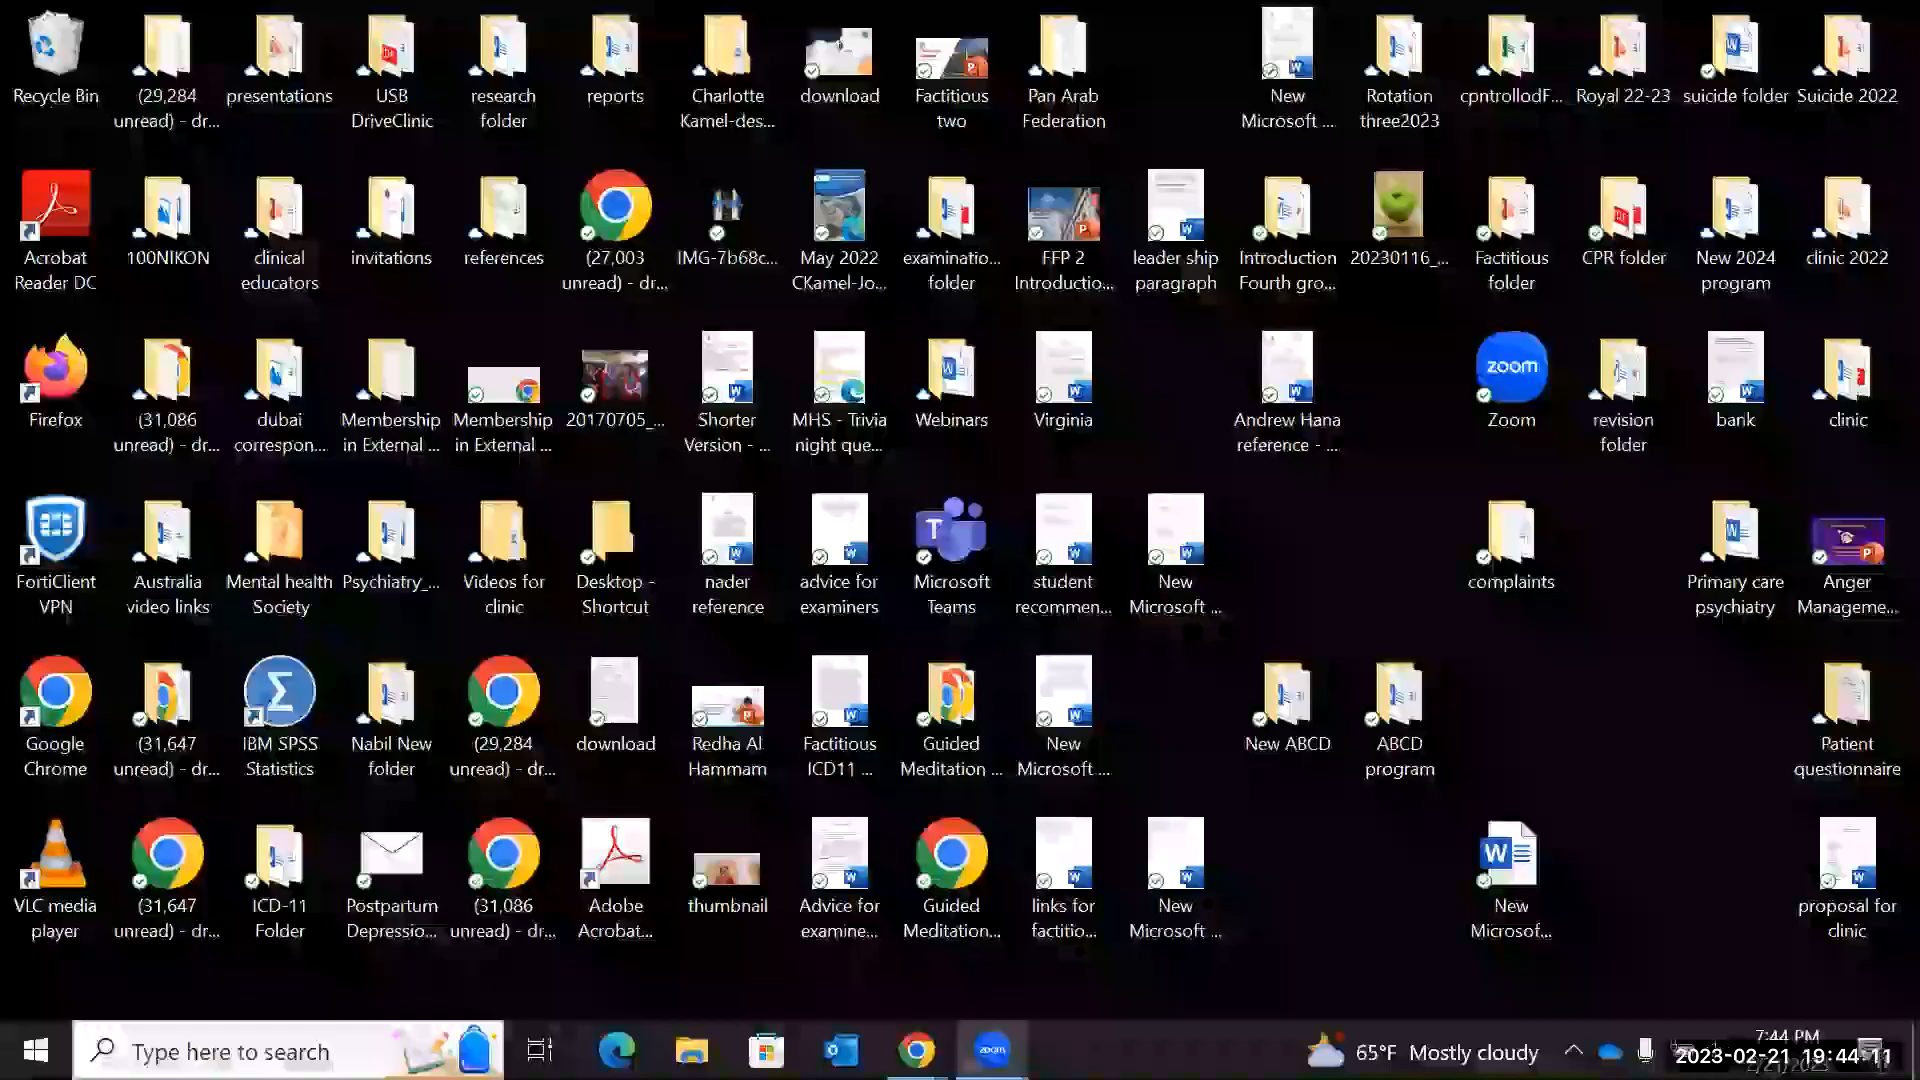 Recycle Bin
(29,284
unread) - dr...
presentations
USB
DriveClinic
research
folder
reports
Charlotte
Kamel-des...
download
Factitious
two
Pan Arab
Federation
New
Microsoft ...
Rotation
three2023
cpntrollodF...
Royal 22-23
suicide folder
Suicide 2022
Acrobat
Reader DC
100NIKON
clinical
educators
invitations
references
(27,003
unread) - dr...
IMG-7b68c...
May 2022
CKamel-Jo...
examinatio...
folder
FFP 2
Introductio...
leader ship
paragraph
Introduction
Fourth gro...
20230116_...
Factitious
folder
CPR folder
New 2024
program
clinic 2022
Firefox
(31,086
unread) - dr...
dubai
correspon...
Membership
in External ...
Membership
in External ...
20170705_...
Shorter
Version - ...
MHS - Trivia
night que...
Webinars
Virginia
Andrew Hana
reference - ...
zoom
Zoom
revision
folder
bank
clinic
FortiClient
VPN
Australia
video links
Mental health
Society
Psychiatry_...
Videos for
clinic
Desktop -
Shortcut
nader
reference
advice for
examiners
Microsoft
Teams
student
recommen...
New
Microsoft ...
complaints
Primary care
psychiatry
Anger
Manageme...
Google
Chrome
(31,647
unread) - dr...
IBM SPSS
Statistics
Nabil New
folder
(29,284
unread) - dr...
download
Redha Al
Hammam
Factitious
ICD11 ...
Guided
Meditation ...
New
Microsoft ...
New ABCD
ABCD
program
Patient
questionnaire
VLC media
player
(31,647
unread) - dr...
ICD-11
Folder
Postpartum
Depressio...
(31,086
unread) - dr...
Adobe
Acrobat...
thumbnail
Advice for
examine...
Guided
Meditation...
links for
factitio...
New
Microsoft ...
New
Microsof...
proposal for
clinic
Type here to search
zoom
65°F Mostly cloudy
7:44 PM
2023-02-21 19:44:11